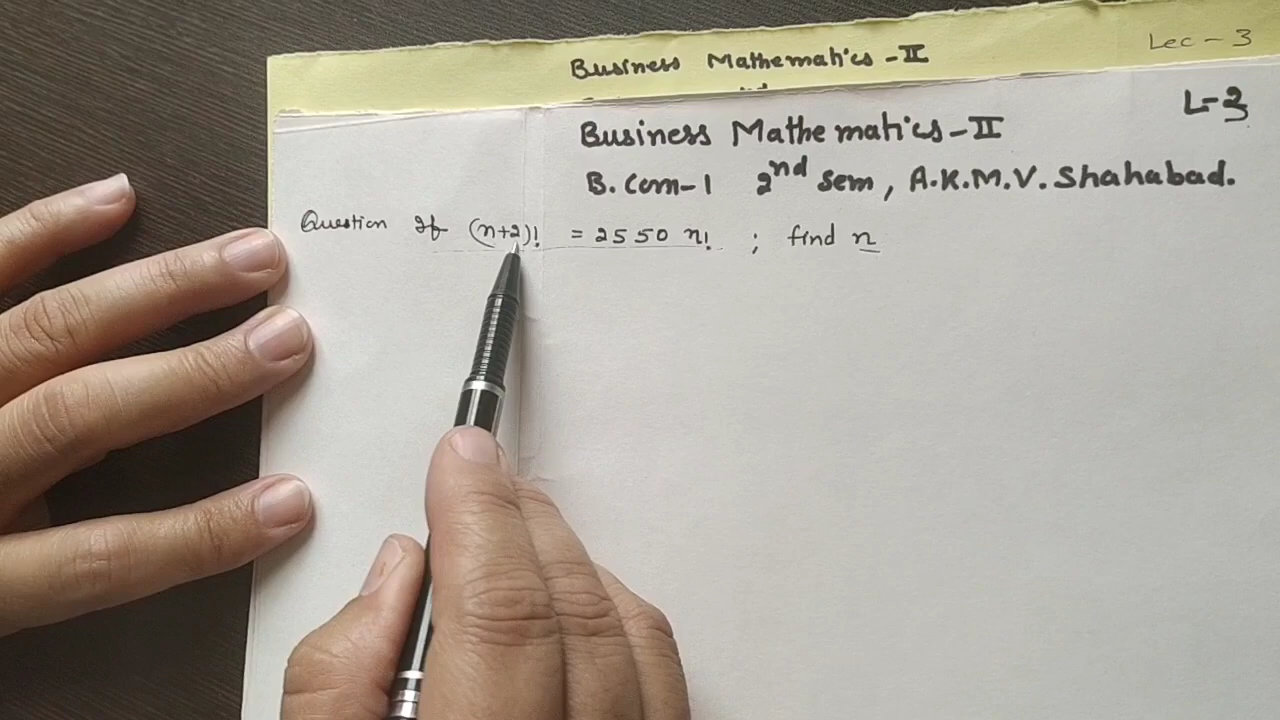 Business Mathematics - II Lec - 3
Business Mathematics - II L-3
B. Com-1 2nd Sem, A.K.M.V. Shahabad.
Question If (n+2)! = 2550 n! ; find n